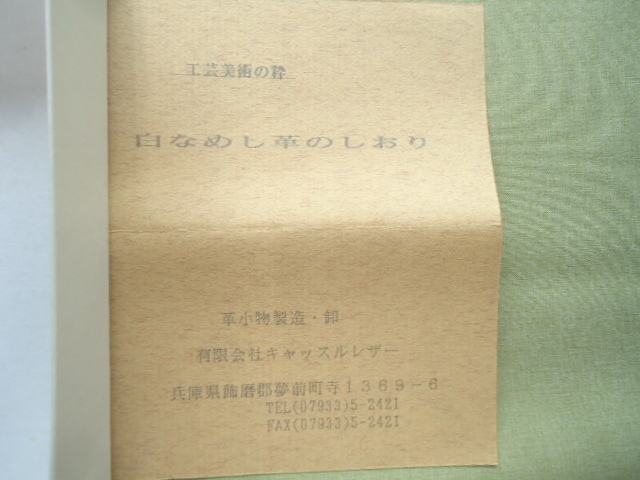 工芸美術の粋
白なめし革のしおり
革小物製造・卸
有限会社キャッスルレザー
兵庫県飾磨郡夢前町寺１３６９－６
TEL(07933)5-2421
FAX(07933)5-2421